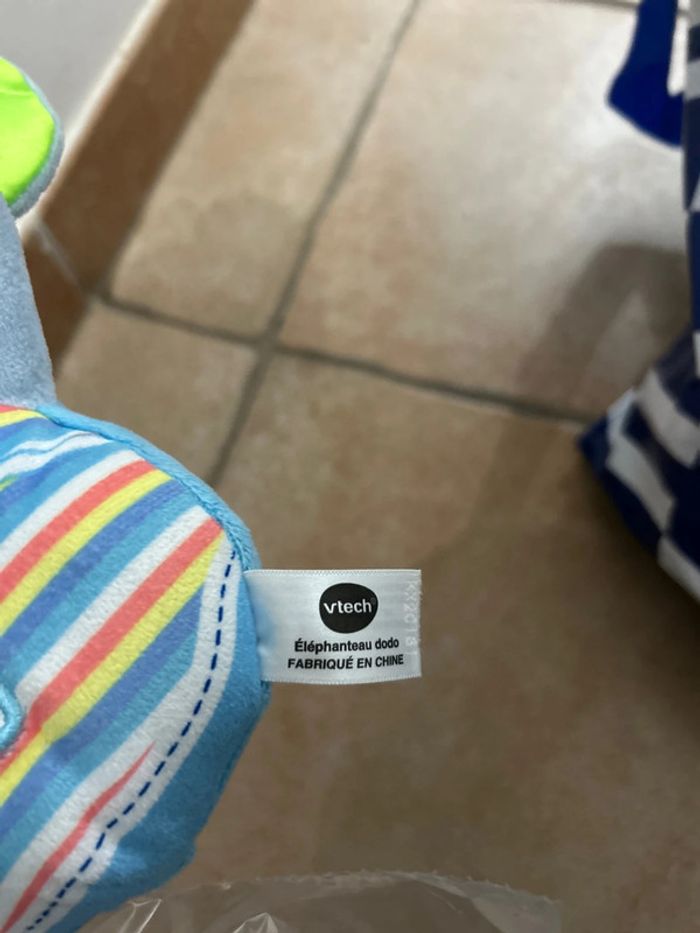 vtech
Éléphanteau dodo
FABRIQUÉ EN CHINE